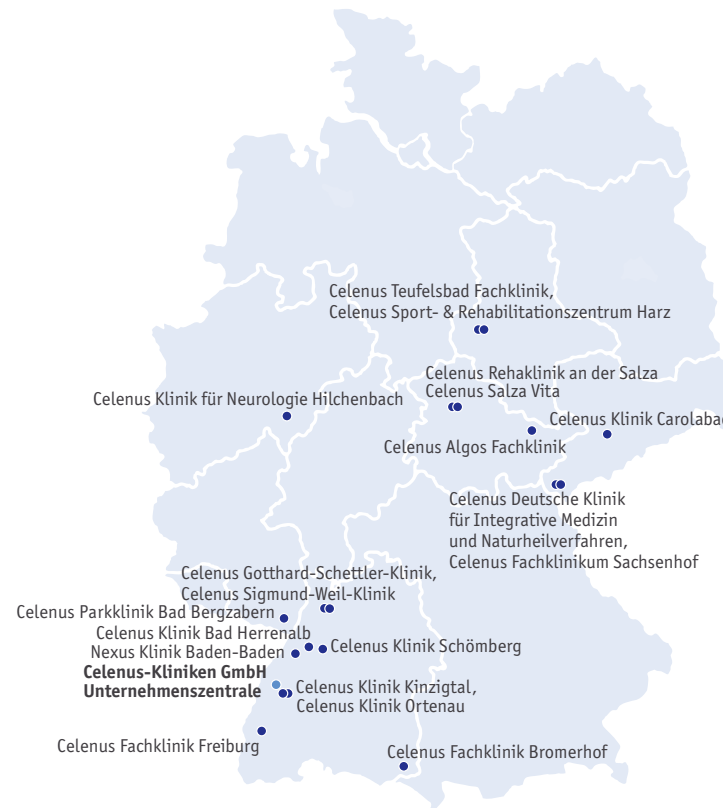 Celenus Teufelsbad Fachklinik,
Celenus Sport- & Rehabilitationszentrum Harz
Celenus Rehaklinik an der Salza
Celenus Salza Vita
Celenus Klinik für Neurologie Hilchenbach
Celenus Klinik Carolabad
Celenus Algos Fachklinik
Celenus Deutsche Klinik
für Integrative Medizin
und Naturheilverfahren,
Celenus Fachklinikum Sachsenhof
Celenus Gotthard-Schettler-Klinik,
Celenus Sigmund-Weil-Klinik
Celenus Parkklinik Bad Bergzabern
Celenus Klinik Bad Herrenalb
Nexus Klinik Baden-Baden
Celenus Klinik Schömberg
Celenus-Kliniken GmbH
Unternehmenszentrale
Celenus Klinik Kinzigtal,
Celenus Klinik Ortenau
Celenus Fachklinik Freiburg
Celenus Fachklinik Bromerhof